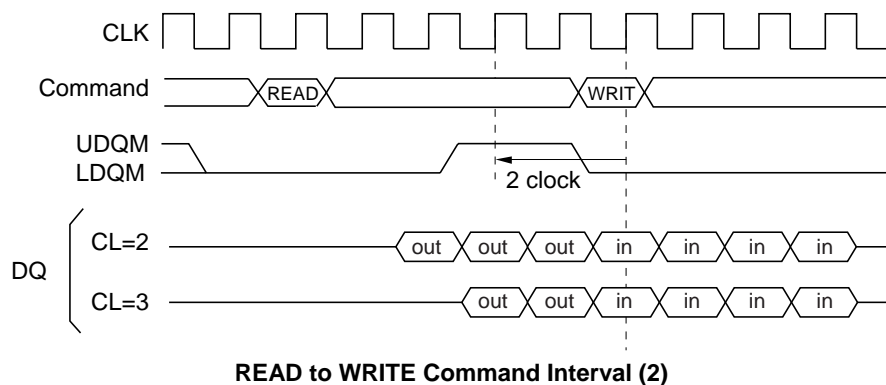 CLK
Command READ WRIT
UDQM
LDQM
2 clock
DQ
CL=2 out out out in in in in
CL=3 out out in in in in
READ to WRITE Command Interval (2)